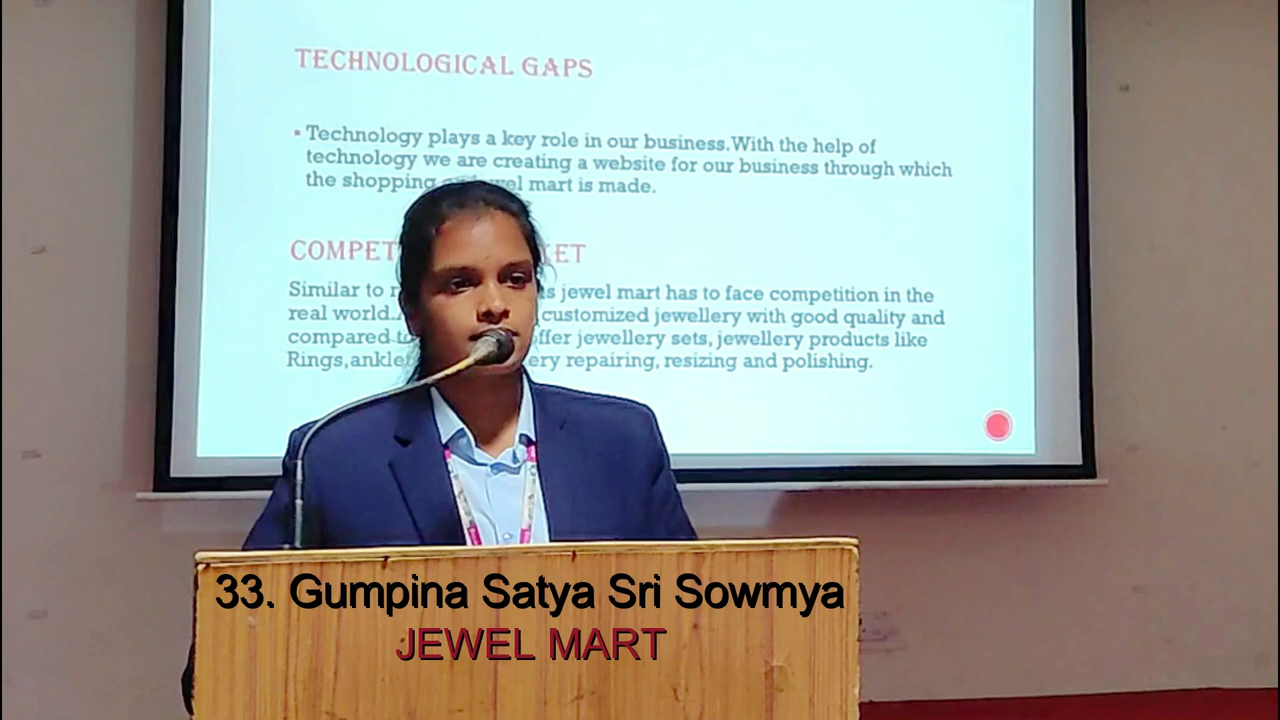 TECHNOLOGICAL GAPS
Technology plays a key role in our business.With the help of
technology we are creating a website for our business through which
the shopping mart is made.
COMPET
Similar to jewel mart has to face competition in the
real world. customized jewellery with good quality and
compared jewellery sets, jewellery products like
Rings, repairing, resizing and polishing.
33. Gumpina Satya Sri Sowmya
JEWEL MART